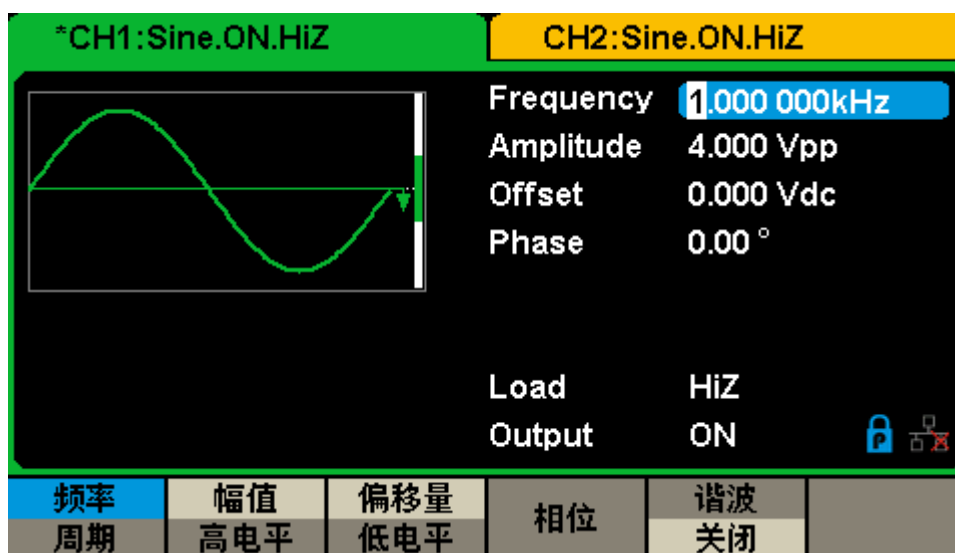 *CH1:Sine.ON.HiZ
CH2:Sine.ON.HiZ
Frequency 1.000 000kHz
Amplitude 4.000 Vpp
Offset 0.000 Vdc
Phase 0.00 °
Load HiZ
Output ON
P
频率 幅值 偏移量 相位 谐波
周期 高电平 低电平 关闭